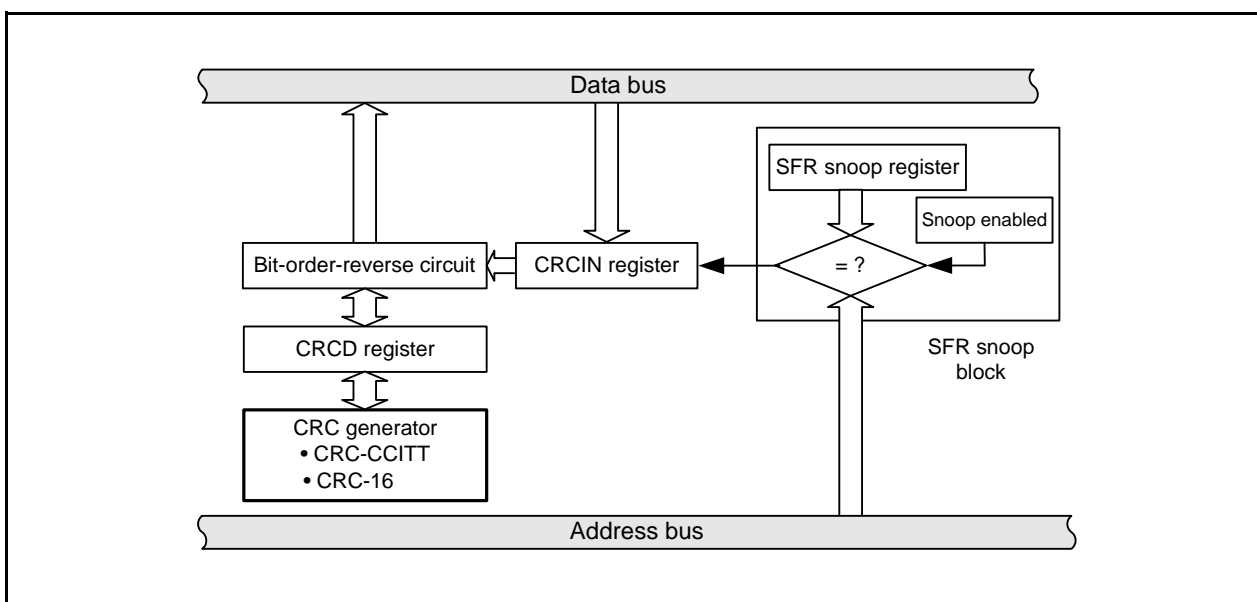 Data bus
SFR snoop register
Snoop enabled
Bit-order-reverse circuit
CRCIN register
= ?
CRCD register
SFR snoop
block
CRC generator
• CRC-CCITT
• CRC-16
Address bus